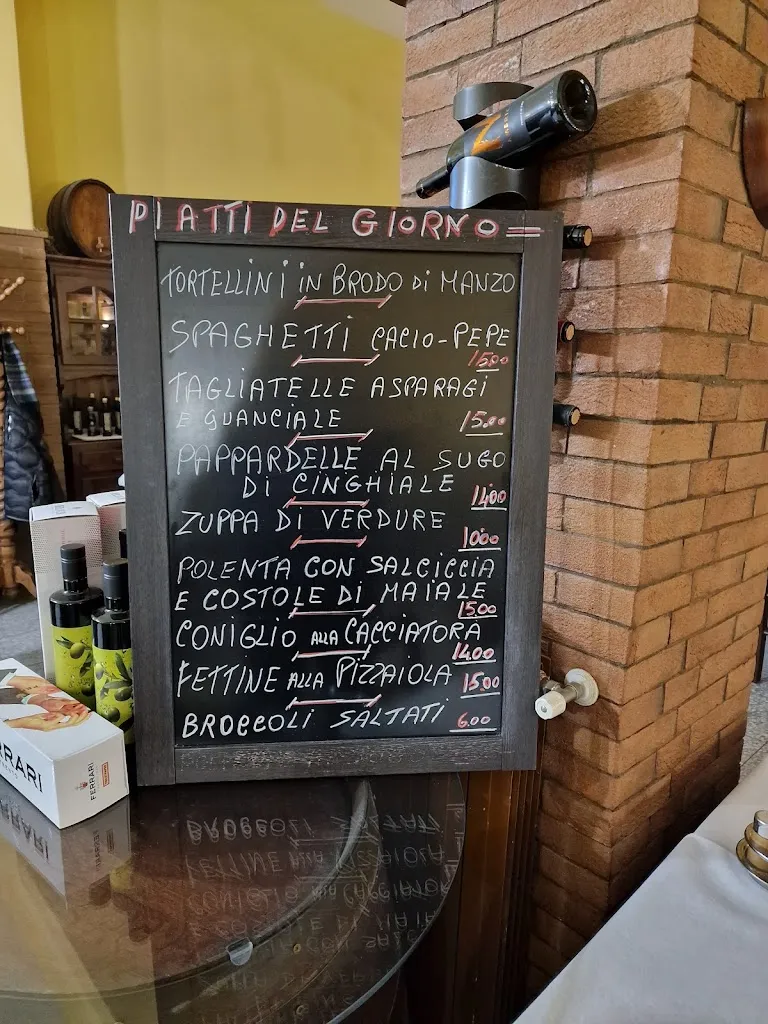 PIATTI DEL GIORNO
TORTELLINI IN BRODO DI MANZO
SPAGHETTI CACIO-PEPE
15.00
TAGLIATELLE ASPARAGI
E GUANCIALE 15.00
PAPPARDELLE AL SUGO
DI CINGHIALE 14.00
ZUPPA DI VERDURE
10.00
POLENTA CON SALCICCIA
E COSTOLE DI MAIALE
15.00
CONIGLIO ALLA CACCIATORA
14.00
FETTINE ALLA PIZZAIOLA 15.00
BROCCOLI SALTATI 6.00
FERRARI